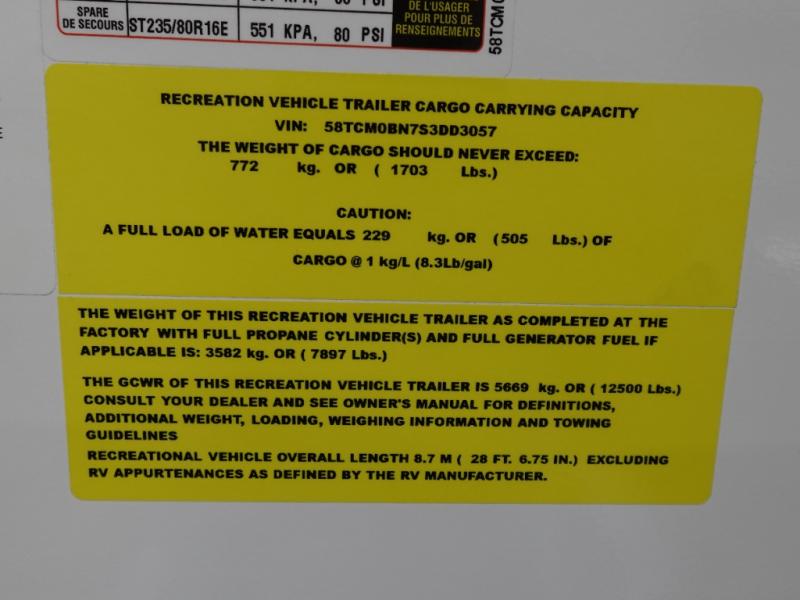 SPARE
DE SECOURS
ST235/80R16E
551 KPA, 80 PSI
DE L'USAGER
POUR PLUS DE
RENSEIGNEMENTS
RECREATION VEHICLE TRAILER CARGO CARRYING CAPACITY
VIN: 58TCM0BN7S3DD3057
THE WEIGHT OF CARGO SHOULD NEVER EXCEED:
772 kg. OR ( 1703 Lbs.)
CAUTION:
A FULL LOAD OF WATER EQUALS 229 kg. OR (505 Lbs.) OF
CARGO @ 1 kg/L (8.3Lb/gal)
THE WEIGHT OF THIS RECREATION VEHICLE TRAILER AS COMPLETED AT THE
FACTORY WITH FULL PROPANE CYLINDER(S) AND FULL GENERATOR FUEL IF
APPLICABLE IS: 3582 kg. OR ( 7897 Lbs.)
THE GCWR OF THIS RECREATION VEHICLE TRAILER IS 5669 kg. OR ( 12500 Lbs.)
CONSULT YOUR DEALER AND SEE OWNER'S MANUAL FOR DEFINITIONS,
ADDITIONAL WEIGHT, LOADING, WEIGHING INFORMATION AND TOWING
GUIDELINES
RECREATIONAL VEHICLE OVERALL LENGTH 8.7 M ( 28 FT. 6.75 IN.) EXCLUDING
RV APPURTENANCES AS DEFINED BY THE RV MANUFACTURER.